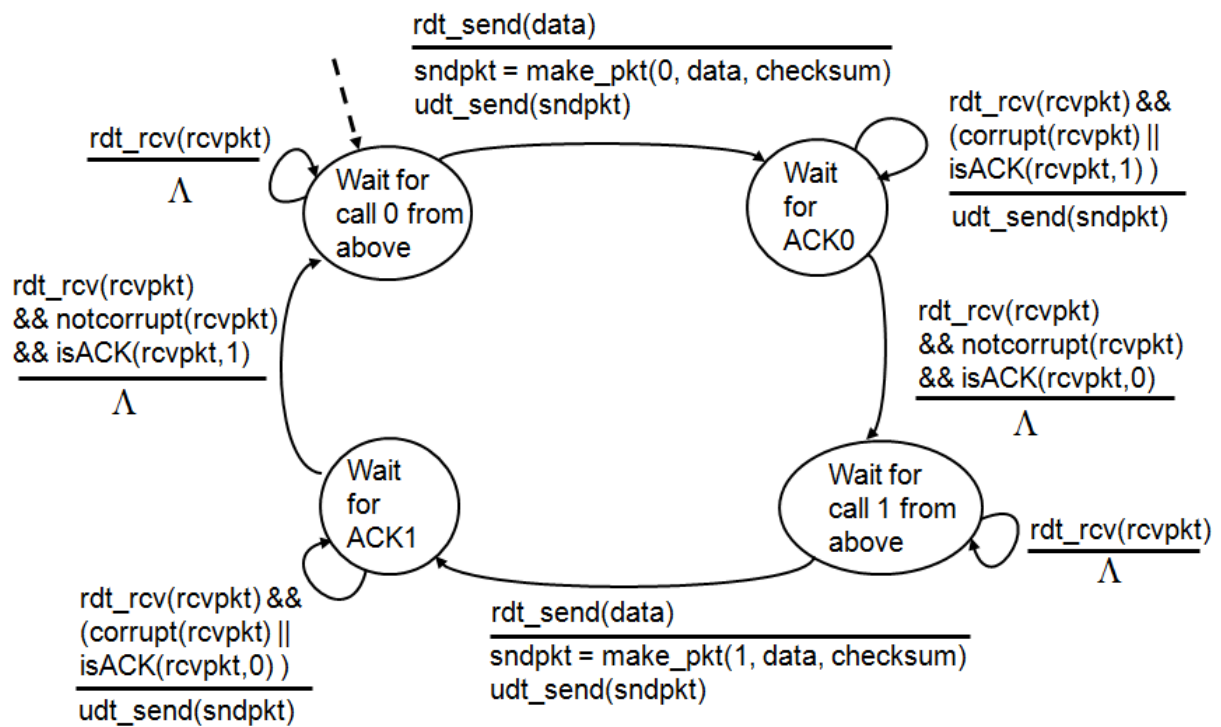 rdt_send(data)
sndpkt = make_pkt(0, data, checksum)
udt_send(sndpkt)
rdt_rcv(rcvpkt)
Λ
Wait for
call 0 from
above
Wait
for
ACK0
rdt_rcv(rcvpkt) &&
(corrupt(rcvpkt) ||
isACK(rcvpkt,1) )
udt_send(sndpkt)
rdt_rcv(rcvpkt)
&& notcorrupt(rcvpkt)
&& isACK(rcvpkt,1)
Λ
rdt_rcv(rcvpkt)
&& notcorrupt(rcvpkt)
&& isACK(rcvpkt,0)
Λ
Wait
for
ACK1
Wait for
call 1 from
above
rdt_rcv(rcvpkt)
Λ
rdt_rcv(rcvpkt) &&
(corrupt(rcvpkt) ||
isACK(rcvpkt,0) )
udt_send(sndpkt)
rdt_send(data)
sndpkt = make_pkt(1, data, checksum)
udt_send(sndpkt)